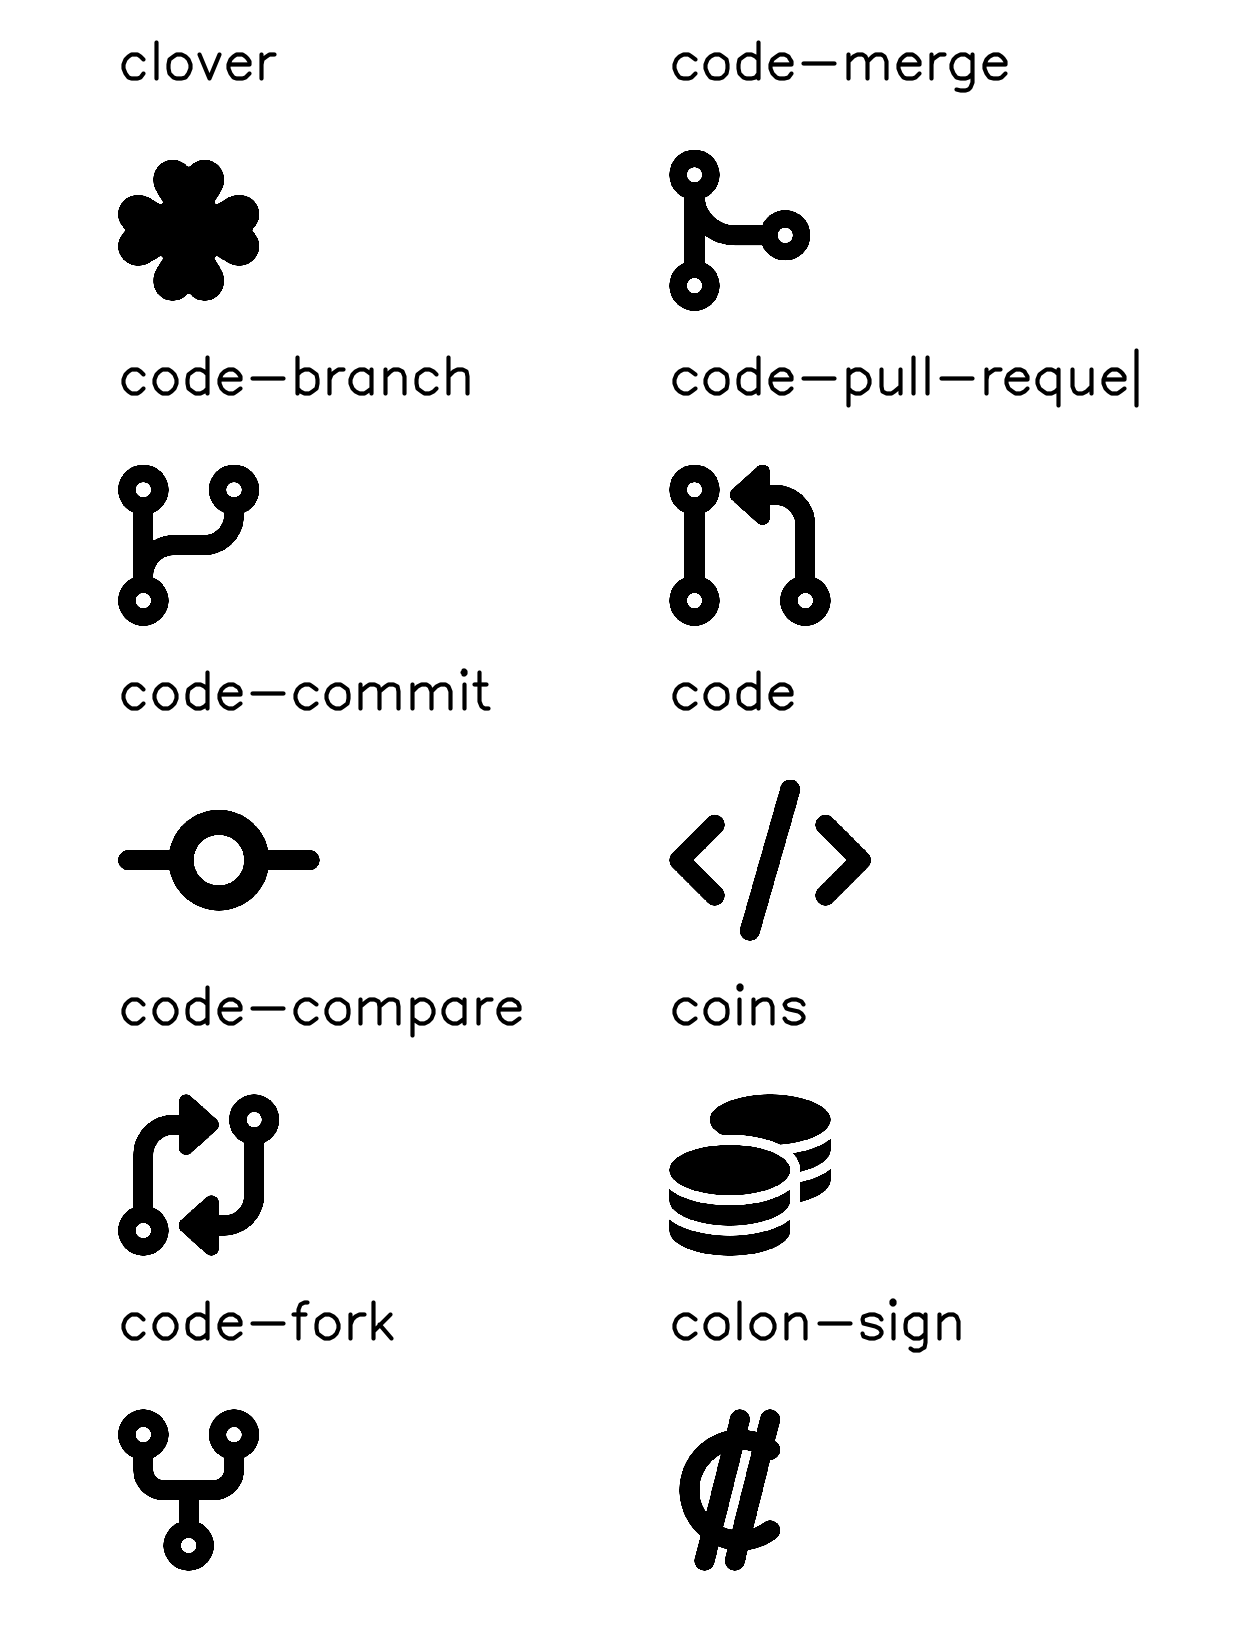 clover
code-branch
code-commit
code-compare
code-fork
code-merge
code-pull-reque|
code
coins
colon-sign